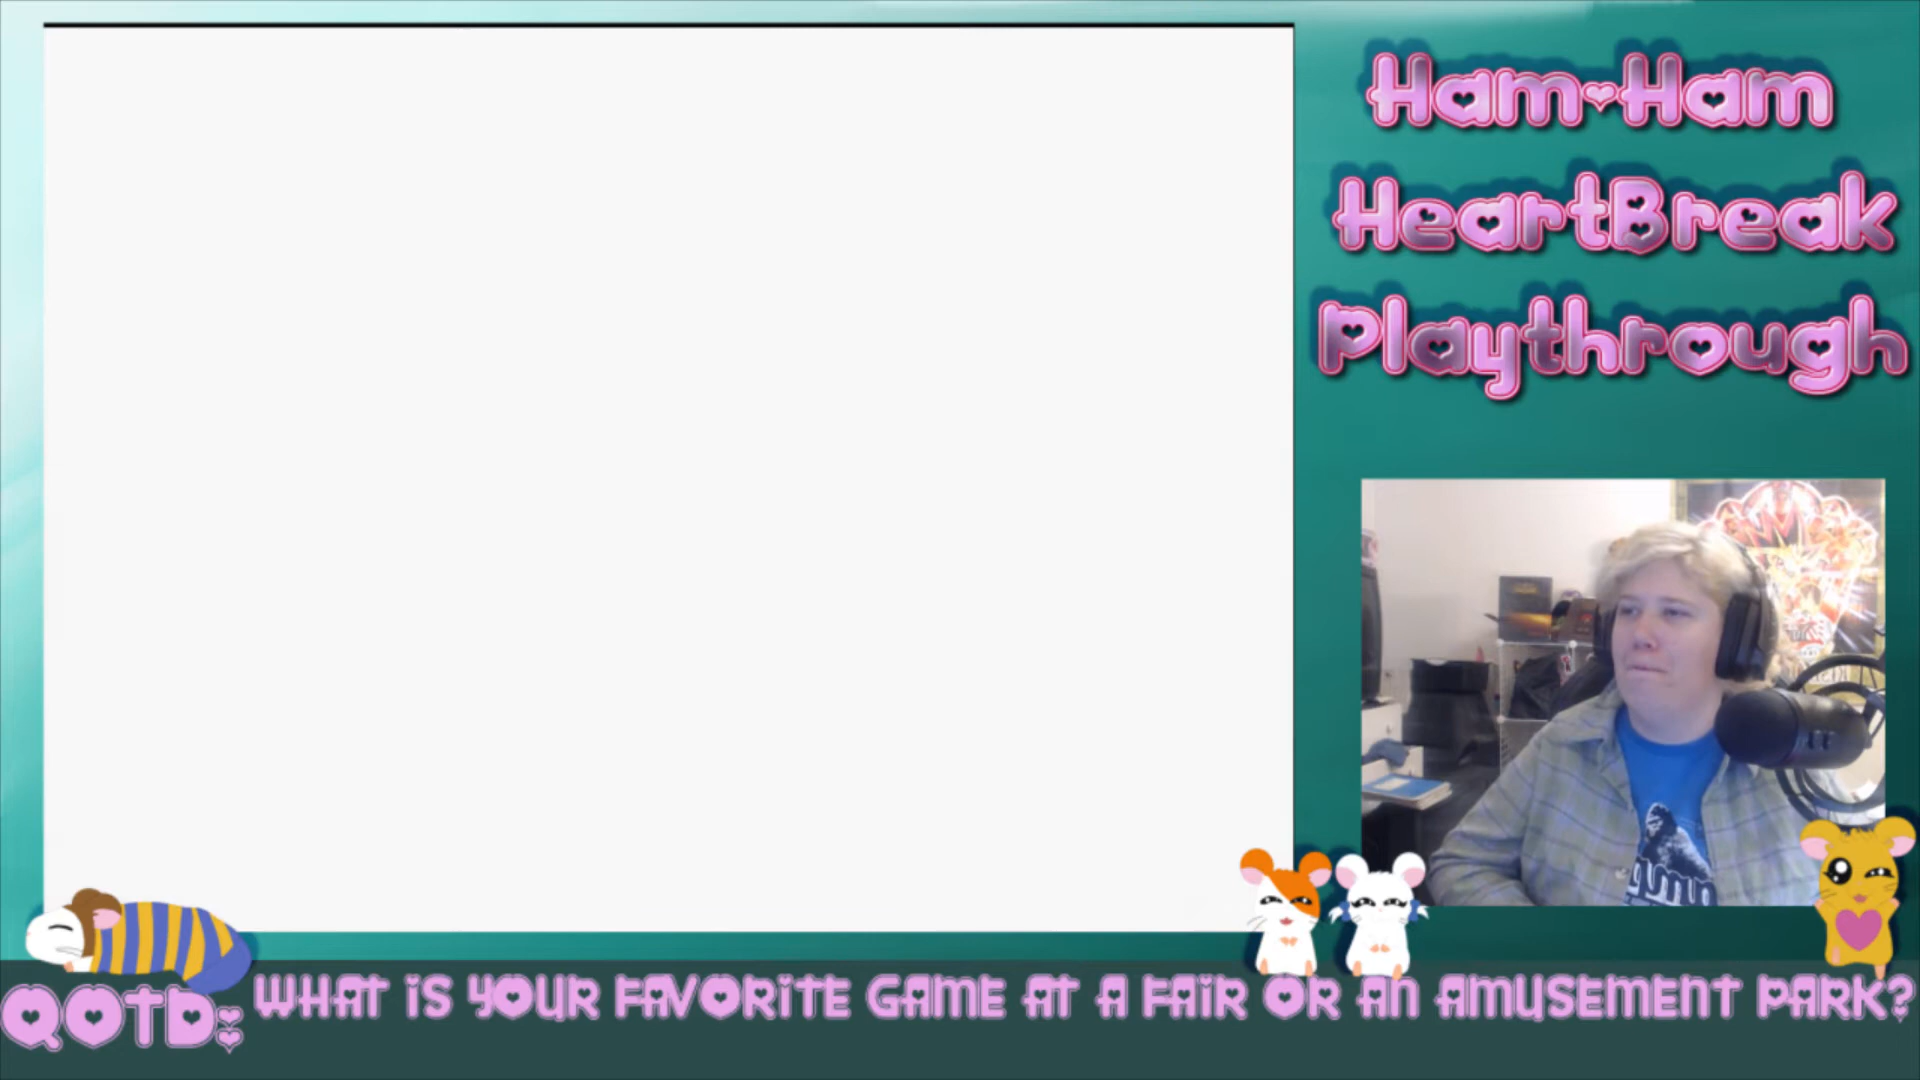 Ham-Ham
HeartBreak
Playthrough
QOTD: WHAT IS YOUR FAVORITE GAME AT A FAIR OR AN AMUSEMENT PARK?